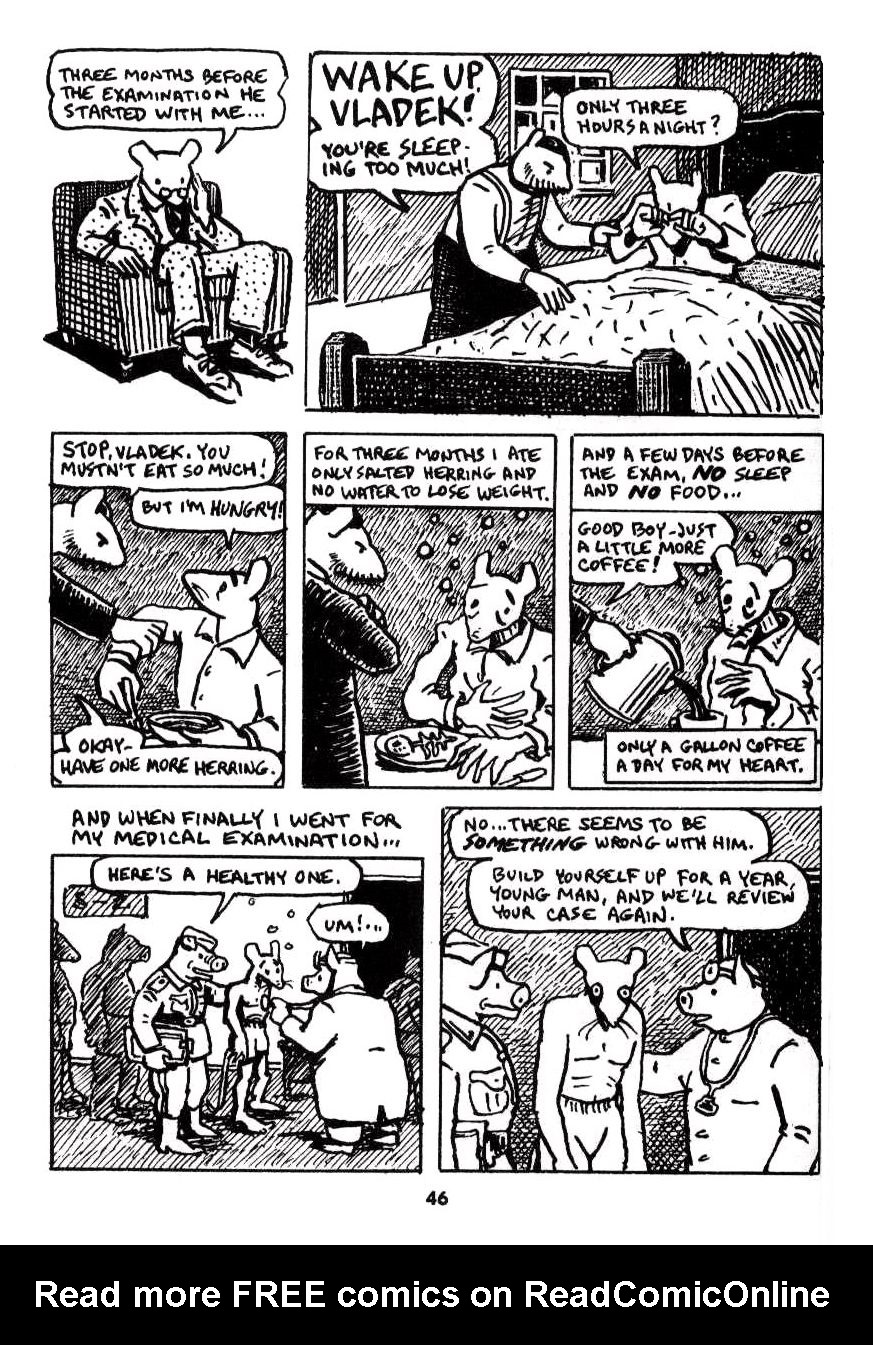 THREE MONTHS BEFORE
THE EXAMINATION HE
STARTED WITH ME...
WAKE UP,
VLADEK!
YOU'RE SLEEP-
ING TOO MUCH!
ONLY THREE
HOURS A NIGHT?
STOP, VLADEK. YOU
MUSTN'T EAT SO MUCH!
BUT I'M HUNGRY!
OKAY-
HAVE ONE MORE HERRING.
FOR THREE MONTHS I ATE
ONLY SALTED HERRING AND
NO WATER TO LOSE WEIGHT.
AND A FEW DAYS BEFORE
THE EXAM, NO SLEEP
AND NO FOOD...
GOOD BOY-JUST
A LITTLE MORE
COFFEE!
ONLY A GALLON COFFEE
A DAY FOR MY HEART.
AND WHEN FINALLY I WENT FOR
MY MEDICAL EXAMINATION...
HERE'S A HEALTHY ONE.
UM!...
NO...THERE SEEMS TO BE
SOMETHING WRONG WITH HIM.
BUILD YOURSELF UP FOR A YEAR,
YOUNG MAN, AND WE'LL REVIEW
YOUR CASE AGAIN.
46
Read more FREE comics on ReadComicOnline